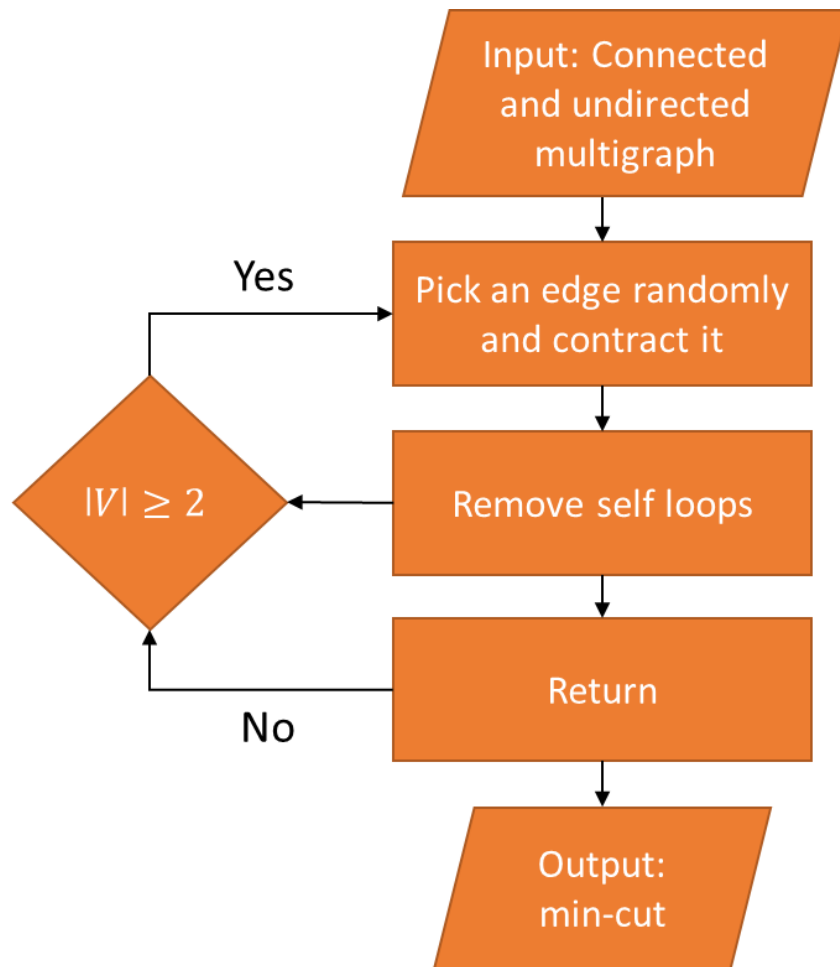 Input: Connected
and undirected
multigraph
Yes
Pick an edge randomly
and contract it
|V| ≥ 2
Remove self loops
Return
No
Output:
min-cut